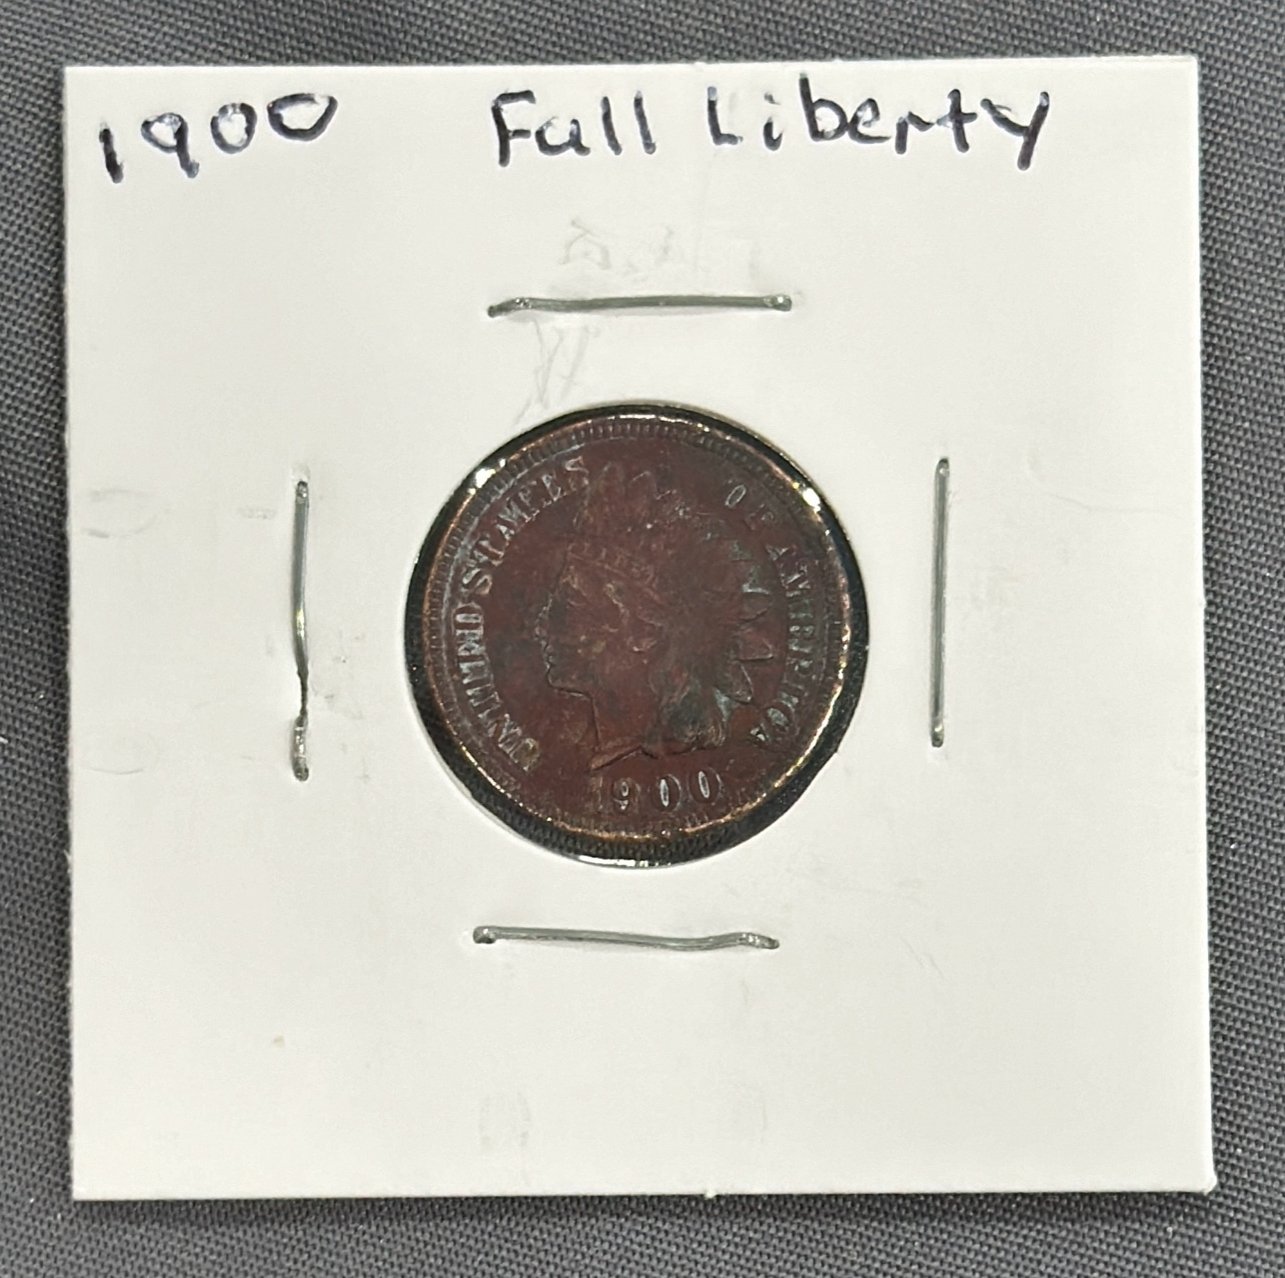 1900 Full Liberty
UNITED STATES OF AMERICA
1900